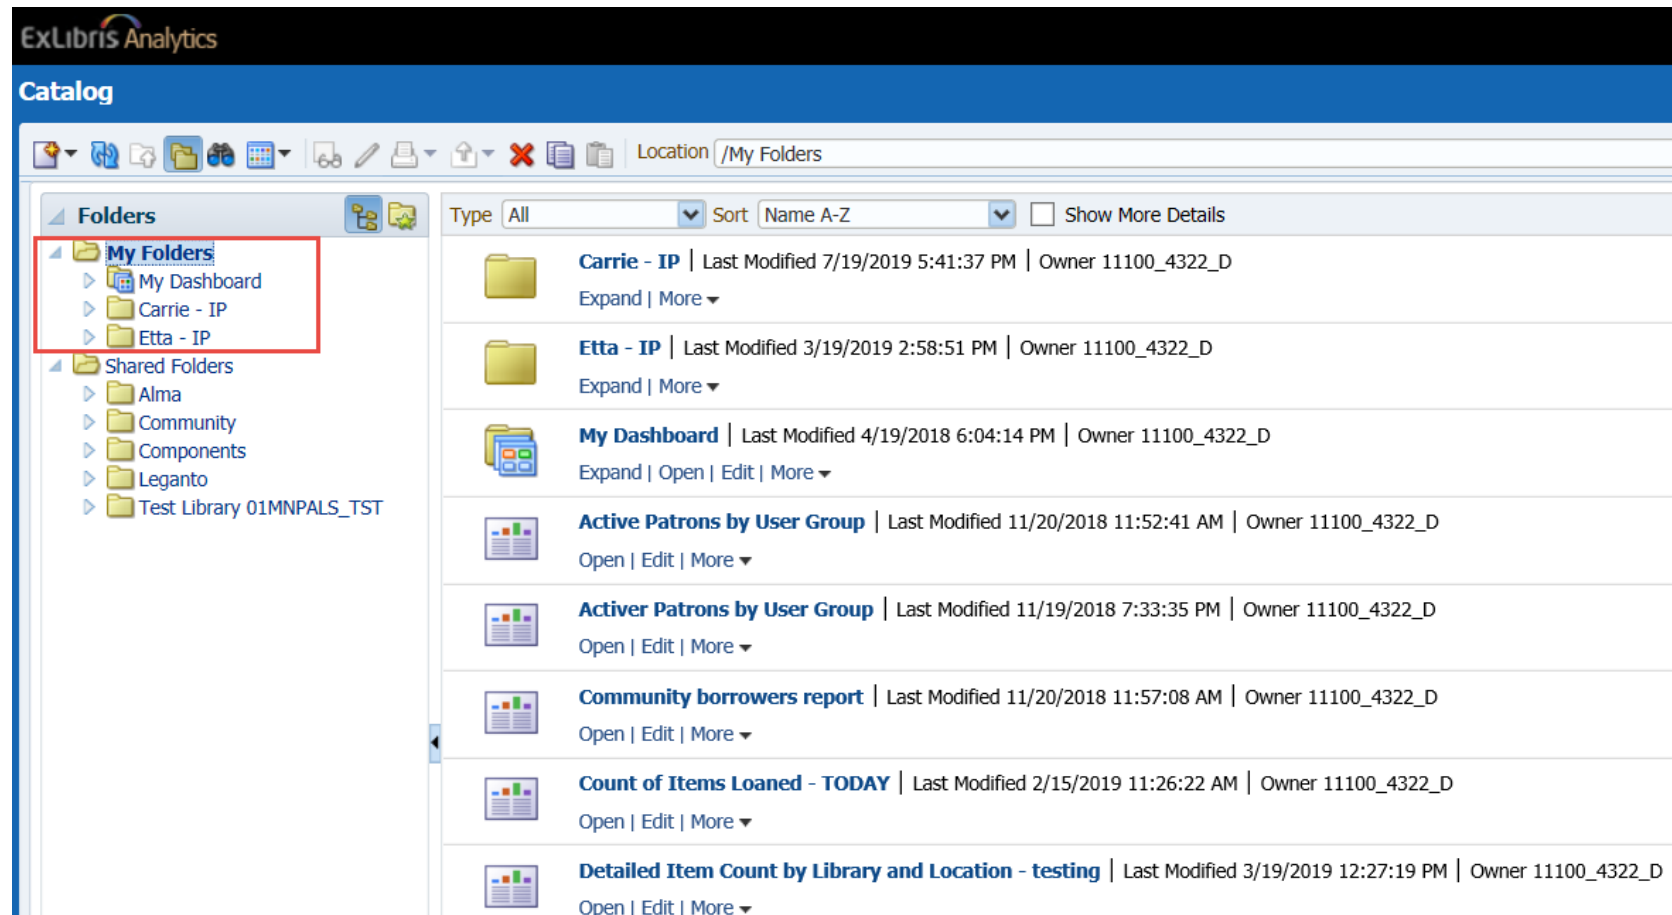 ExLibris Analytics
Catalog
Location /My Folders
Folders
My Folders
My Dashboard
Carrie - IP
Etta - IP
Shared Folders
Alma
Community
Components
Leganto
Test Library 01MNPALS_TST
Type All Sort Name A-Z Show More Details
Carrie - IP | Last Modified 7/19/2019 5:41:37 PM | Owner 11100_4322_D
Expand | More
Etta - IP | Last Modified 3/19/2019 2:58:51 PM | Owner 11100_4322_D
Expand | More
My Dashboard | Last Modified 4/19/2018 6:04:14 PM | Owner 11100_4322_D
Expand | Open | Edit | More
Active Patrons by User Group | Last Modified 11/20/2018 11:52:41 AM | Owner 11100_4322_D
Open | Edit | More
Activer Patrons by User Group | Last Modified 11/19/2018 7:33:35 PM | Owner 11100_4322_D
Open | Edit | More
Community borrowers report | Last Modified 11/20/2018 11:57:08 AM | Owner 11100_4322_D
Open | Edit | More
Count of Items Loaned - TODAY | Last Modified 2/15/2019 11:26:22 AM | Owner 11100_4322_D
Open | Edit | More
Detailed Item Count by Library and Location - testing | Last Modified 3/19/2019 12:27:19 PM | Owner 11100_4322_D
Open | Edit | More